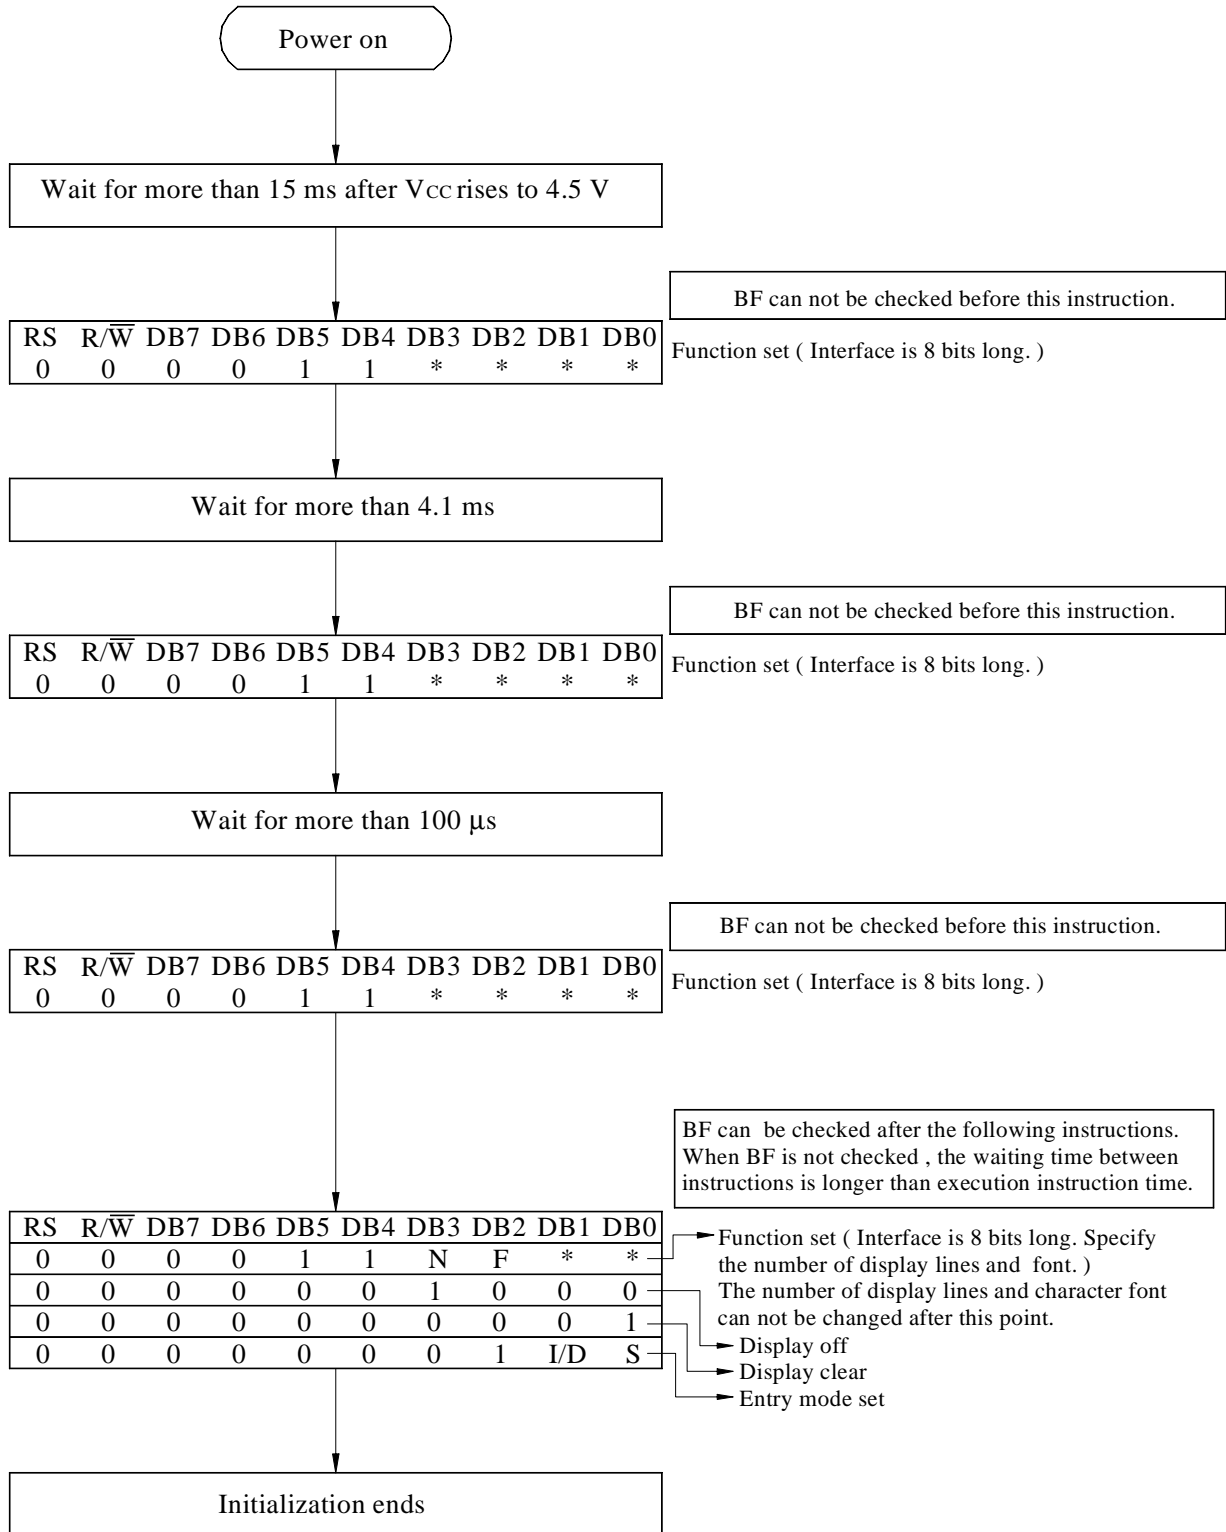 Power on
Wait for more than 15 ms after VCC rises to 4.5 V
BF can not be checked before this instruction.
RS R/W̅ DB7 DB6 DB5 DB4 DB3 DB2 DB1 DB0
0 0 0 0 1 1 * * * *
Function set ( Interface is 8 bits long. )
Wait for more than 4.1 ms
BF can not be checked before this instruction.
RS R/W̅ DB7 DB6 DB5 DB4 DB3 DB2 DB1 DB0
0 0 0 0 1 1 * * * *
Function set ( Interface is 8 bits long. )
Wait for more than 100 µs
BF can not be checked before this instruction.
RS R/W̅ DB7 DB6 DB5 DB4 DB3 DB2 DB1 DB0
0 0 0 0 1 1 * * * *
Function set ( Interface is 8 bits long. )
BF can be checked after the following instructions.
When BF is not checked , the waiting time between
instructions is longer than execution instruction time.
RS R/W̅ DB7 DB6 DB5 DB4 DB3 DB2 DB1 DB0
0 0 0 0 1 1 N F * *
0 0 0 0 0 0 1 0 0 0
0 0 0 0 0 0 0 0 0 1
0 0 0 0 0 0 0 1 I/D S
Function set ( Interface is 8 bits long. Specify
the number of display lines and font. )
The number of display lines and character font
can not be changed after this point.
Display off
Display clear
Entry mode set
Initialization ends